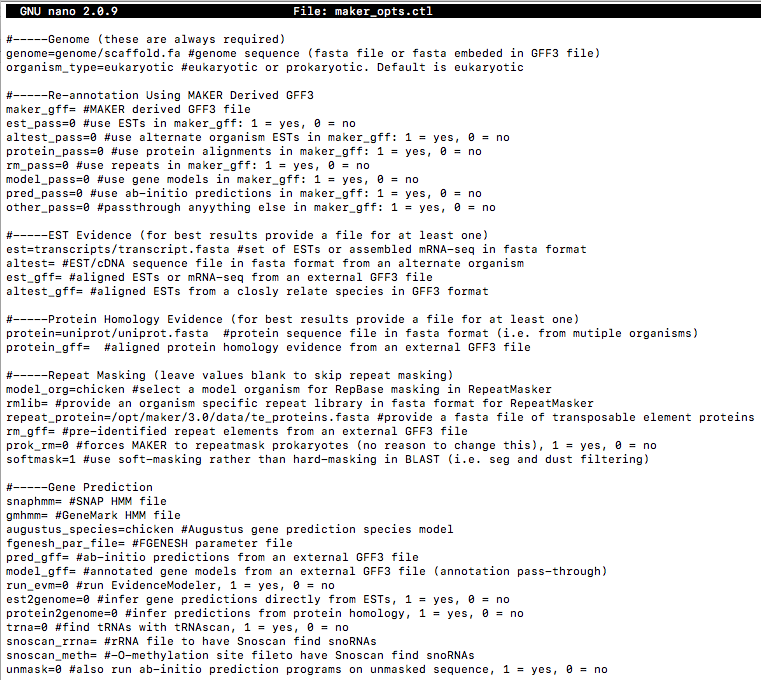 GNU nano 2.0.9 File: maker_opts.ctl
#-----Genome (these are always required)
genome=genome/scaffold.fa #genome sequence (fasta file or fasta embeded in GFF3 file)
organism_type=eukaryotic #eukaryotic or prokaryotic. Default is eukaryotic
#-----Re-annotation Using MAKER Derived GFF3
maker_gff= #MAKER derived GFF3 file
est_pass=0 #use ESTs in maker_gff: 1 = yes, 0 = no
altest_pass=0 #use alternate organism ESTs in maker_gff: 1 = yes, 0 = no
protein_pass=0 #use protein alignments in maker_gff: 1 = yes, 0 = no
rm_pass=0 #use repeats in maker_gff: 1 = yes, 0 = no
model_pass=0 #use gene models in maker_gff: 1 = yes, 0 = no
pred_pass=0 #use ab-initio predictions in maker_gff: 1 = yes, 0 = no
other_pass=0 #passthrough anyything else in maker_gff: 1 = yes, 0 = no
#-----EST Evidence (for best results provide a file for at least one)
est=transcripts/transcript.fasta #set of ESTs or assembled mRNA-seq in fasta format
altest= #EST/cDNA sequence file in fasta format from an alternate organism
est_gff= #aligned ESTs or mRNA-seq from an external GFF3 file
altest_gff= #aligned ESTs from a closly relate species in GFF3 format
#-----Protein Homology Evidence (for best results provide a file for at least one)
protein=uniprot/uniprot.fasta  #protein sequence file in fasta format (i.e. from mutiple organisms)
protein_gff=  #aligned protein homology evidence from an external GFF3 file
#-----Repeat Masking (leave values blank to skip repeat masking)
model_org=chicken #select a model organism for RepBase masking in RepeatMasker
rmlib= #provide an organism specific repeat library in fasta format for RepeatMasker
repeat_protein=/opt/maker/3.0/data/te_proteins.fasta #provide a fasta file of transposable element proteins
rm_gff= #pre-identified repeat elements from an external GFF3 file
prok_rm=0 #forces MAKER to repeatmask prokaryotes (no reason to change this), 1 = yes, 0 = no
softmask=1 #use soft-masking rather than hard-masking in BLAST (i.e. seg and dust filtering)
#-----Gene Prediction
snaphmm= #SNAP HMM file
gmhmm= #GeneMark HMM file
augustus_species=chicken #Augustus gene prediction species model
fgenesh_par_file= #FGENESH parameter file
pred_gff= #ab-initio predictions from an external GFF3 file
model_gff= #annotated gene models from an external GFF3 file (annotation pass-through)
run_evm=0 #run EvidenceModeler, 1 = yes, 0 = no
est2genome=0 #infer gene predictions directly from ESTs, 1 = yes, 0 = no
protein2genome=0 #infer predictions from protein homology, 1 = yes, 0 = no
trna=0 #find tRNAs with tRNAscan, 1 = yes, 0 = no
snoscan_rrna= #rRNA file to have Snoscan find snoRNAs
snoscan_meth= #-O-methylation site fileto have Snoscan find snoRNAs
unmask=0 #also run ab-initio prediction programs on unmasked sequence, 1 = yes, 0 = no